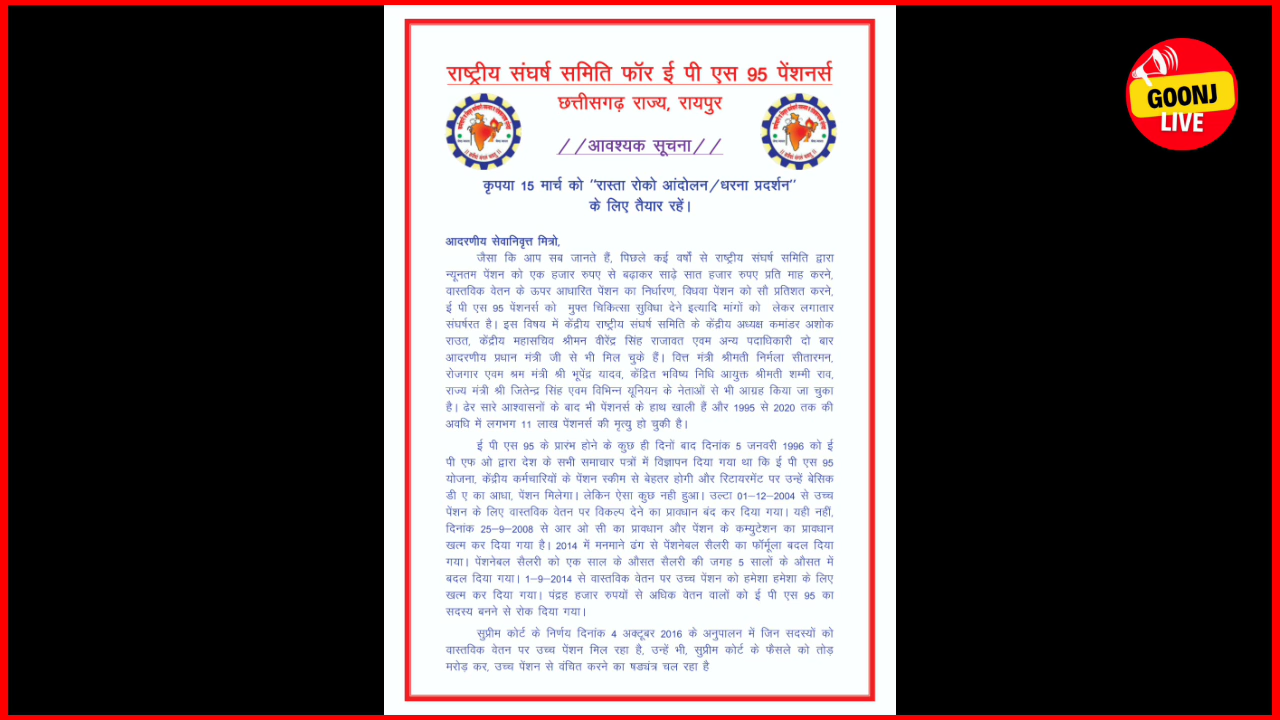 राष्ट्रीय संघर्ष समिति फॉर ई पी एस 95 पेंशनर्स
छत्तीसगढ़ राज्य, रायपुर
//आवश्यक सूचना//
कृपया 15 मार्च को "रास्ता रोको आंदोलन/धरना प्रदर्शन"
के लिए तैयार रहें।
आदरणीय सेवानिवृत्त मित्रो,
जैसा कि आप सब जानते हैं, पिछले कई वर्षों से राष्ट्रीय संघर्ष समिति द्वारा
न्यूनतम पेंशन को एक हजार रुपए से बढ़ाकर साढ़े सात हजार रुपए प्रति माह करने,
वास्तविक वेतन के ऊपर आधारित पेंशन का निर्धारण, विधवा पेंशन को सौ प्रतिशत करने,
ई पी एस 95 पेंशनर्स को मुफ्त चिकित्सा सुविधा देने इत्यादि मांगों को लेकर लगातार
संघर्षरत है। इस विषय में केंद्रीय राष्ट्रीय संघर्ष समिति के केंद्रीय अध्यक्ष कमांडर अशोक
राउत, केंद्रीय महासचिव श्रीमन वीरेंद्र सिंह राजावत एवम अन्य पदाधिकारी दो बार
आदरणीय प्रधान मंत्री जी से भी मिल चुके हैं। वित्त मंत्री श्रीमती निर्मला सीतारमन,
रोजगार एवम श्रम मंत्री श्री भूपेंद्र यादव, केंद्रित भविष्य निधि आयुक्त श्रीमती शम्मी राव,
राज्य मंत्री श्री जितेन्द्र सिंह एवम विभिन्न यूनियन के नेताओं से भी आग्रह किया जा चुका
है। ढेर सारे आश्वासनों के बाद भी पेंशनर्स के हाथ खाली हैं और 1995 से 2020 तक की
अवधि में लगभग 11 लाख पेंशनर्स की मृत्यु हो चुकी है।
ई पी एस 95 के प्रारंभ होने के कुछ ही दिनों बाद दिनांक 5 जनवरी 1996 को ई
पी एफ ओ द्वारा देश के सभी समाचार पत्रों में विज्ञापन दिया गया था कि ई पी एस 95
योजना, केंद्रीय कर्मचारियों के पेंशन स्कीम से बेहतर होगी और रिटायरमेंट पर उन्हें बेसिक
डी ए का आधा, पेंशन मिलेगा। लेकिन ऐसा कुछ नही हुआ। उल्टा 01–12–2004 से उच्च
पेंशन के लिए वास्तविक वेतन पर विकल्प देने का प्रावधान बंद कर दिया गया। यही नहीं,
दिनांक 25–9–2008 से आर ओ सी का प्रावधान और पेंशन के कम्युटेशन का प्रावधान
खत्म कर दिया गया है। 2014 में मनमाने ढंग से पेंशनेबल सैलरी का फॉर्मूला बदल दिया
गया। पेंशनेबल सैलरी को एक साल के औसत सैलरी की जगह 5 सालों के औसत में
बदल दिया गया। 1–9–2014 से वास्तविक वेतन पर उच्च पेंशन को हमेशा हमेशा के लिए
खत्म कर दिया गया। पंद्रह हजार रुपयों से अधिक वेतन वालों को ई पी एस 95 का
सदस्य बनने से रोक दिया गया।
सुप्रीम कोर्ट के निर्णय दिनांक 4 अक्टूबर 2016 के अनुपालन में जिन सदस्यों को
वास्तविक वेतन पर उच्च पेंशन मिल रहा है, उन्हें भी, सुप्रीम कोर्ट के फैसले को तोड़
मरोड़ कर, उच्च पेंशन से वंचित करने का षड्यंत्र चल रहा है
GOONJ
LIVE